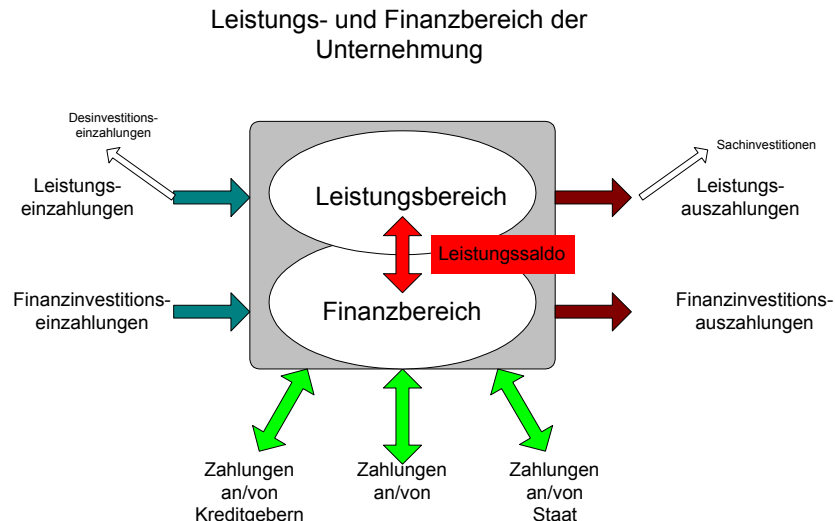 Leistungs- und Finanzbereich der
Unternehmung
Desinvestitions-
einzahlungen
Sachinvestitionen
Leistungs-
einzahlungen
Leistungsbereich
Leistungs-
auszahlungen
Leistungssaldo
Finanzinvestitions-
einzahlungen
Finanzbereich
Finanzinvestitions-
auszahlungen
Zahlungen
an/von
Kreditgebern
Zahlungen
an/von
Zahlungen
an/von
Staat